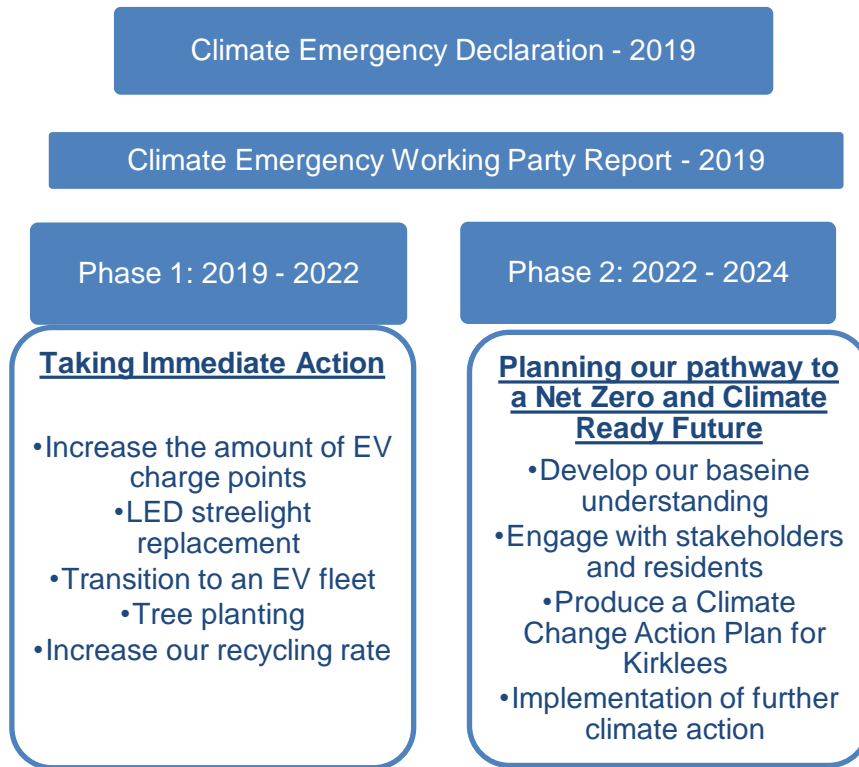 Climate Emergency Declaration - 2019
Climate Emergency Working Party Report - 2019
Phase 1: 2019 - 2022
Taking Immediate Action
•Increase the amount of EV
charge points
•LED streelight
replacement
•Transition to an EV fleet
•Tree planting
•Increase our recycling rate
Phase 2: 2022 - 2024
Planning our pathway to
a Net Zero and Climate
Ready Future
•Develop our baseine
understanding
•Engage with stakeholders
and residents
•Produce a Climate
Change Action Plan for
Kirklees
•Implementation of further
climate action